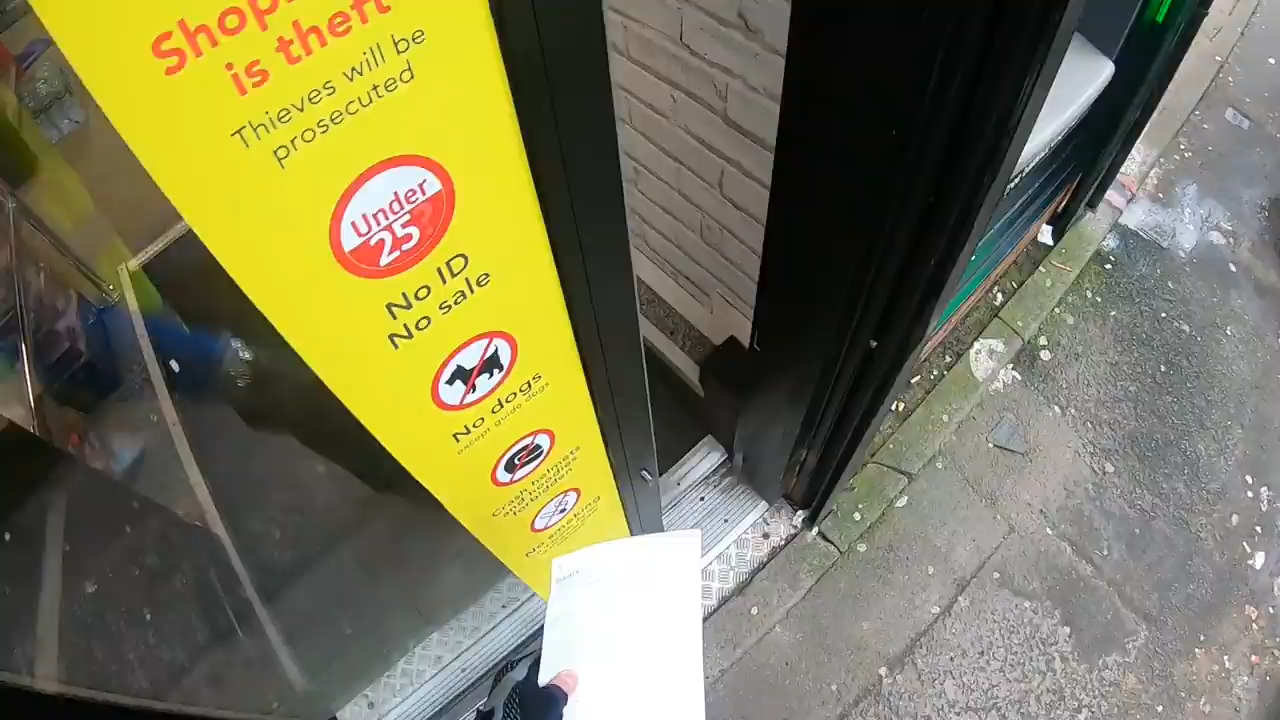 is theft
Thieves will be
prosecuted
Under
25?
No ID
No sale
No dogs
except guide dogs
Crash helmets
and hoodies
forbidden
No smoking